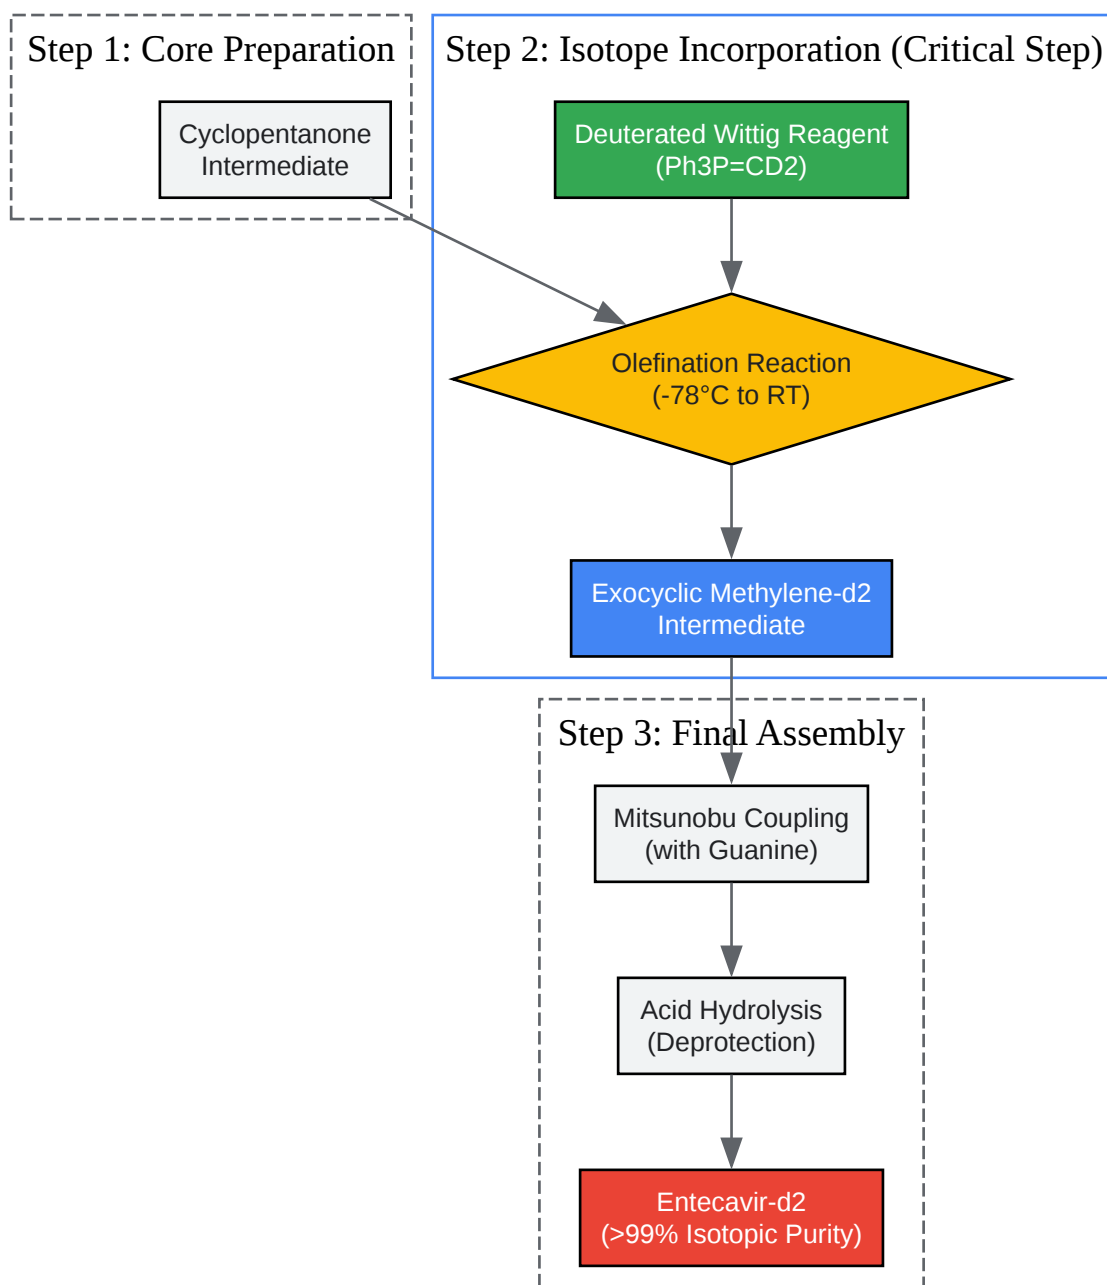 Step 1: Core Preparation
Cyclopentanone
Intermediate
Step 2: Isotope Incorporation (Critical Step)
Deuterated Wittig Reagent
(Ph3P=CD2)
Olefination Reaction
(-78°C to RT)
Exocyclic Methylene-d2
Intermediate
Step 3: Final Assembly
Mitsunobu Coupling
(with Guanine)
Acid Hydrolysis
(Deprotection)
Entecavir-d2
(>99% Isotopic Purity)